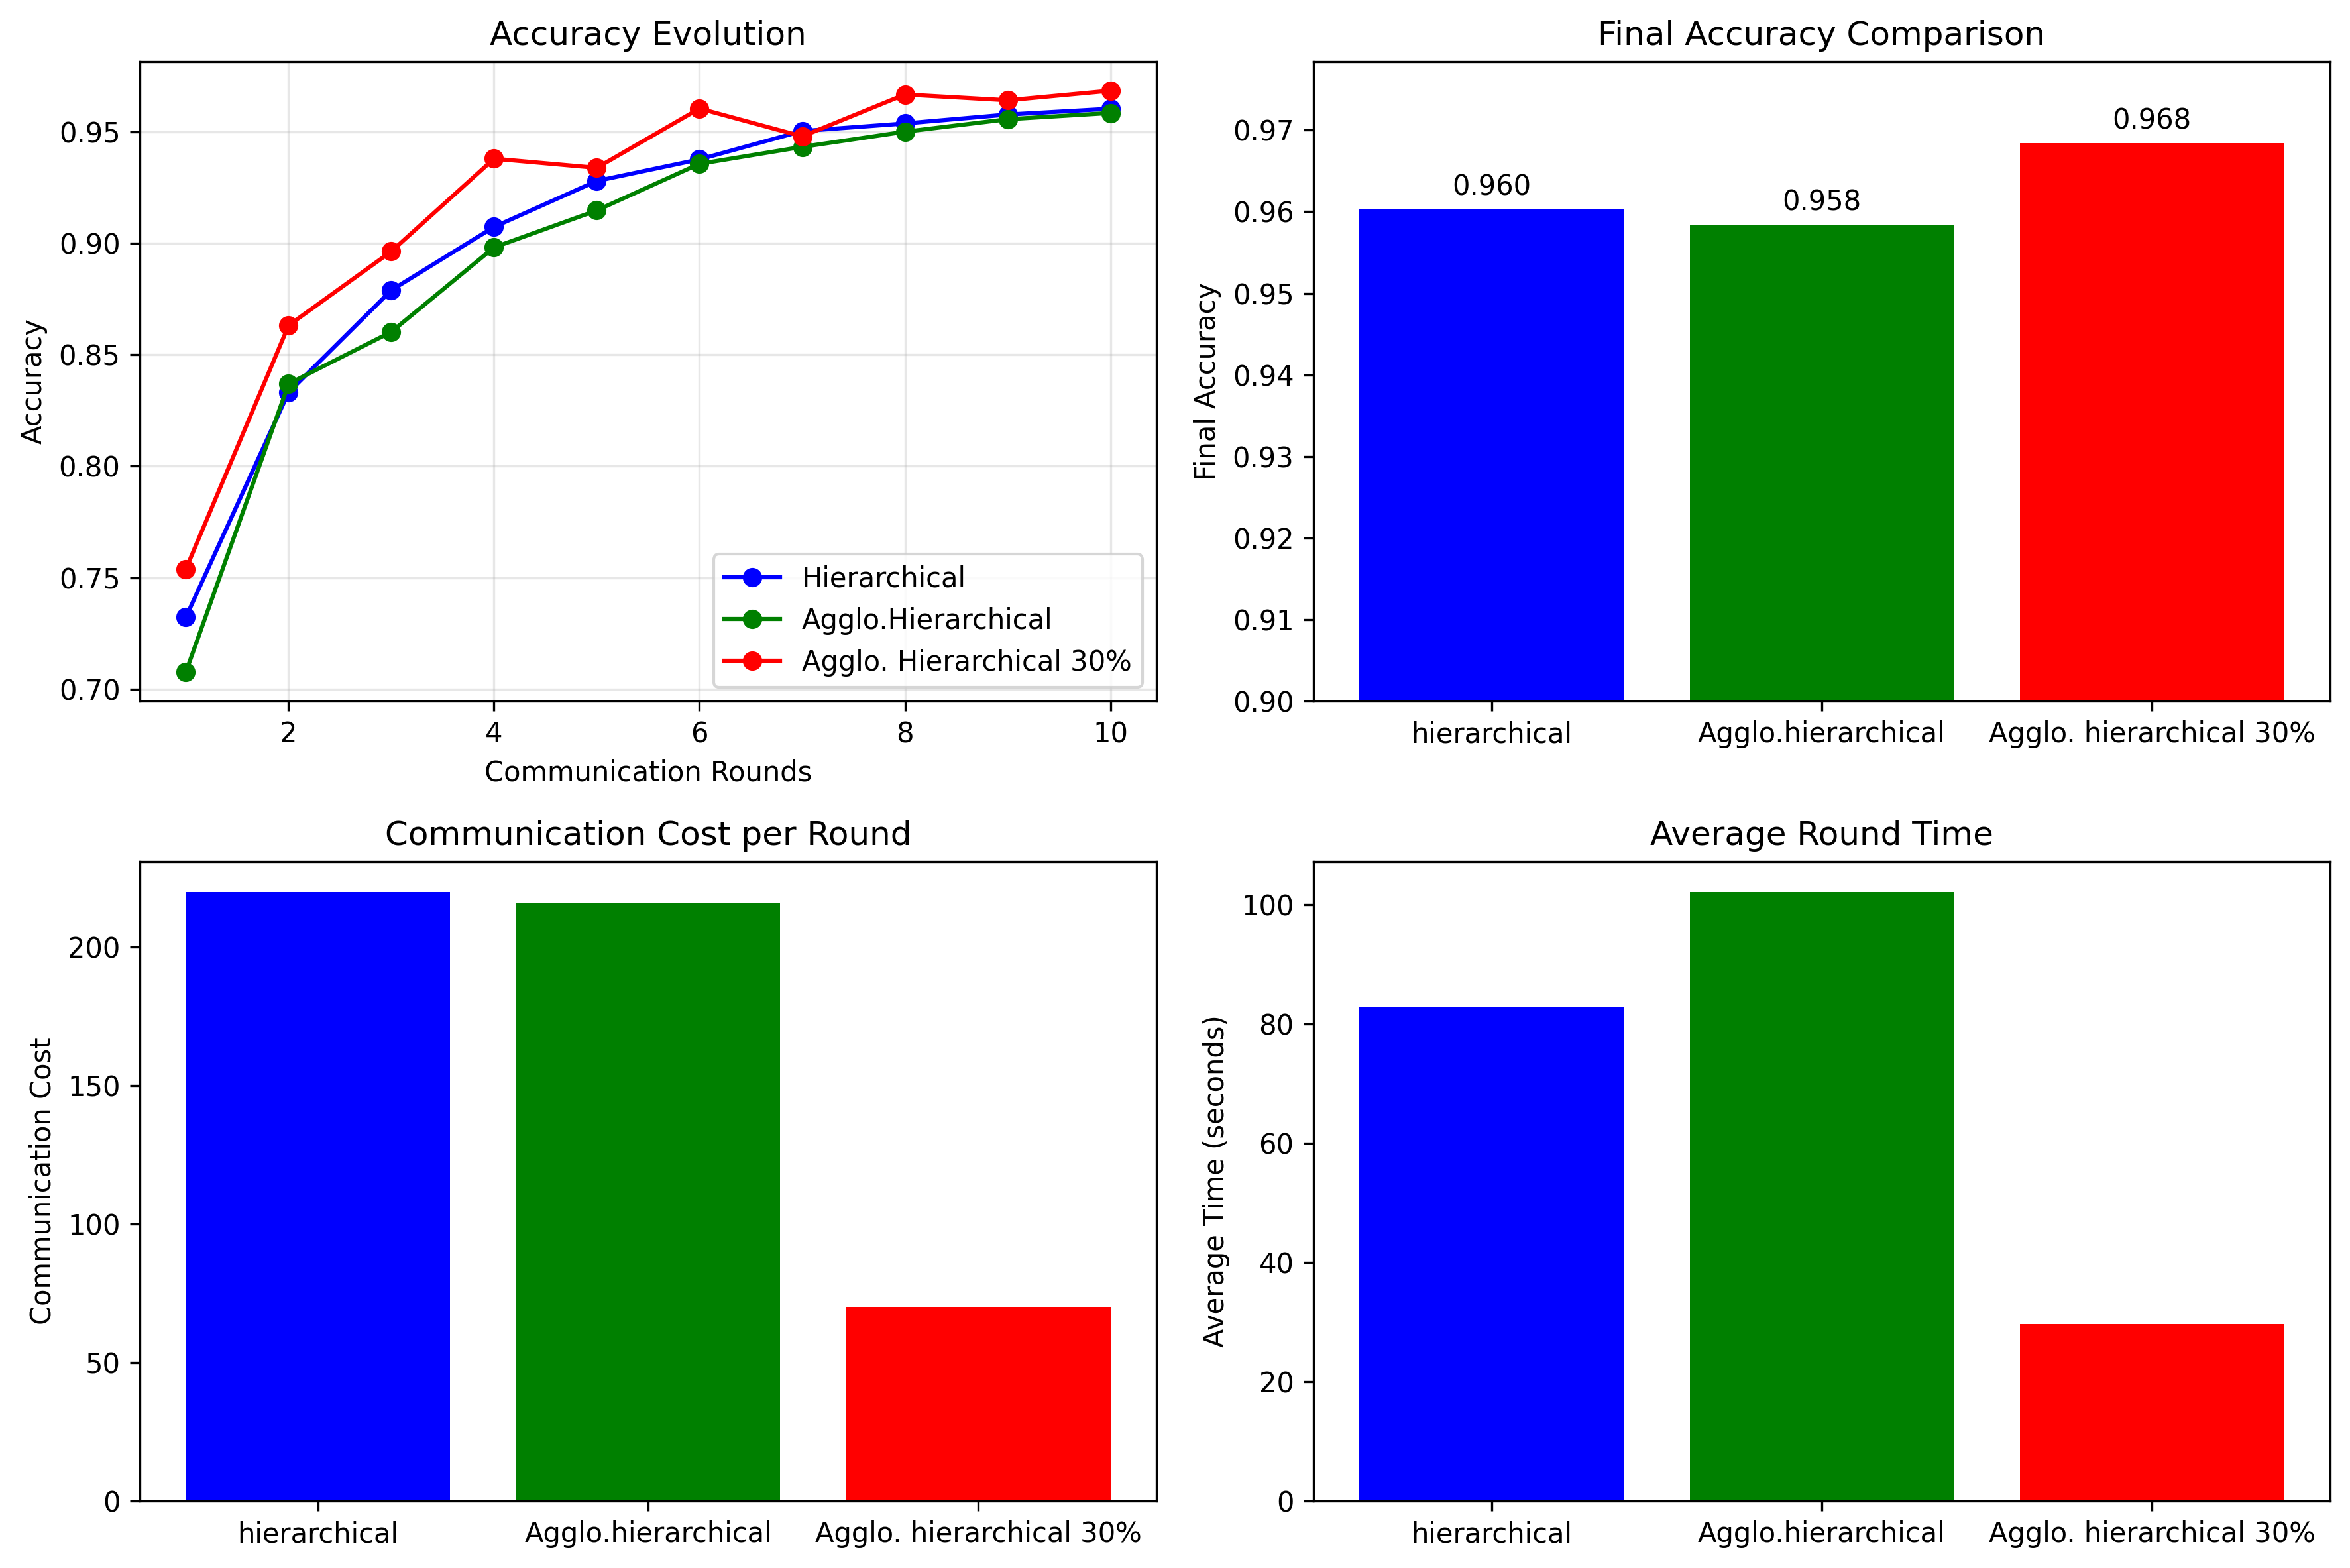 Accuracy Evolution
Accuracy
0.95
0.90
0.85
0.80
0.75
0.70
Hierarchical
Agglo.Hierarchical
Agglo. Hierarchical 30%
2 4 6 8 10
Communication Rounds
Final Accuracy Comparison
Final Accuracy
0.97
0.96
0.95
0.94
0.93
0.92
0.91
0.90
0.960
0.958
0.968
hierarchical Agglo.hierarchical Agglo. hierarchical 30%
Communication Cost per Round
Communication Cost
200
150
100
50
0
hierarchical Agglo.hierarchical Agglo. hierarchical 30%
Average Round Time
Average Time (seconds)
100
80
60
40
20
0
hierarchical Agglo.hierarchical Agglo. hierarchical 30%